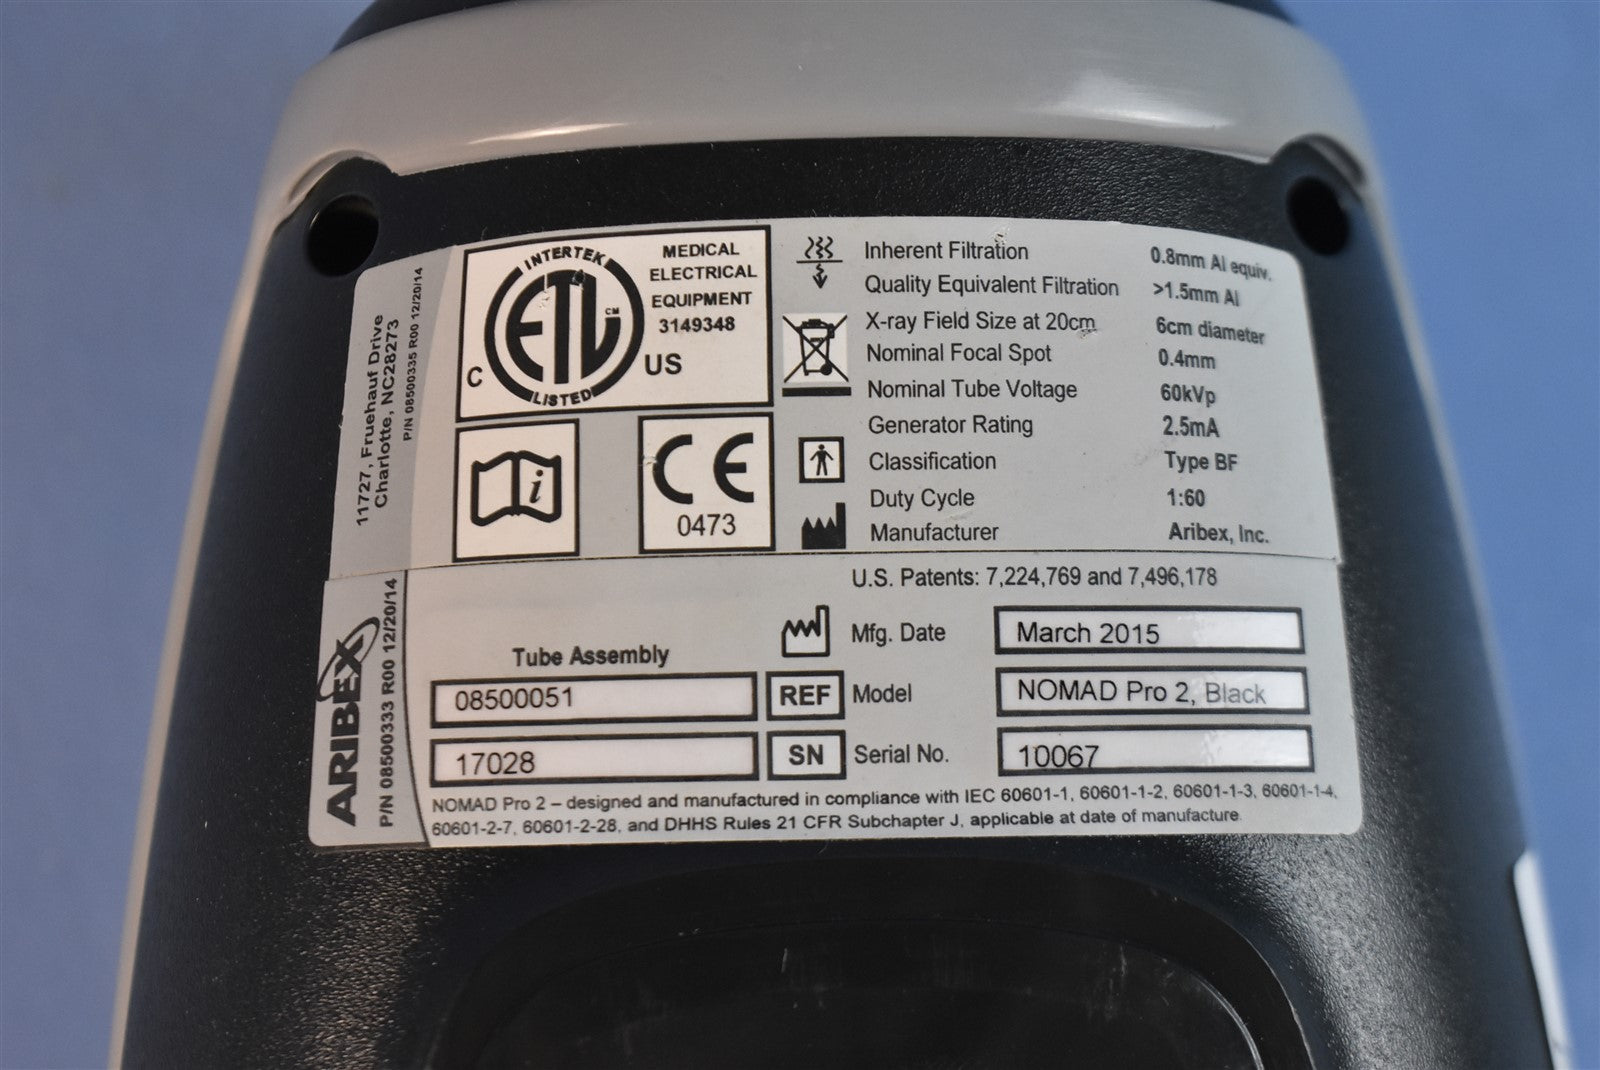 11727, Fruehauf Drive
Charlotte, NC28273
P/N 08500335 R00 12/20/14
INTERTEK
ETL CM
LISTED
C
US
MEDICAL
ELECTRICAL
EQUIPMENT
3149348
i
CE
0473
Inherent Filtration 0.8mm Al equiv.
Quality Equivalent Filtration >1.5mm Al
X-ray Field Size at 20cm 6cm diameter
Nominal Focal Spot 0.4mm
Nominal Tube Voltage 60kVp
Generator Rating 2.5mA
Classification Type BF
Duty Cycle 1:60
Manufacturer Aribex, Inc.
U.S. Patents: 7,224,769 and 7,496,178
ARIBEX
P/N 08500333 R00 12/20/14
Mfg. Date March 2015
Tube Assembly
08500051 REF Model NOMAD Pro 2, Black
17028 SN Serial No. 10067
NOMAD Pro 2 – designed and manufactured in compliance with IEC 60601-1, 60601-1-2, 60601-1-3, 60601-1-4,
60601-2-7, 60601-2-28, and DHHS Rules 21 CFR Subchapter J, applicable at date of manufacture.